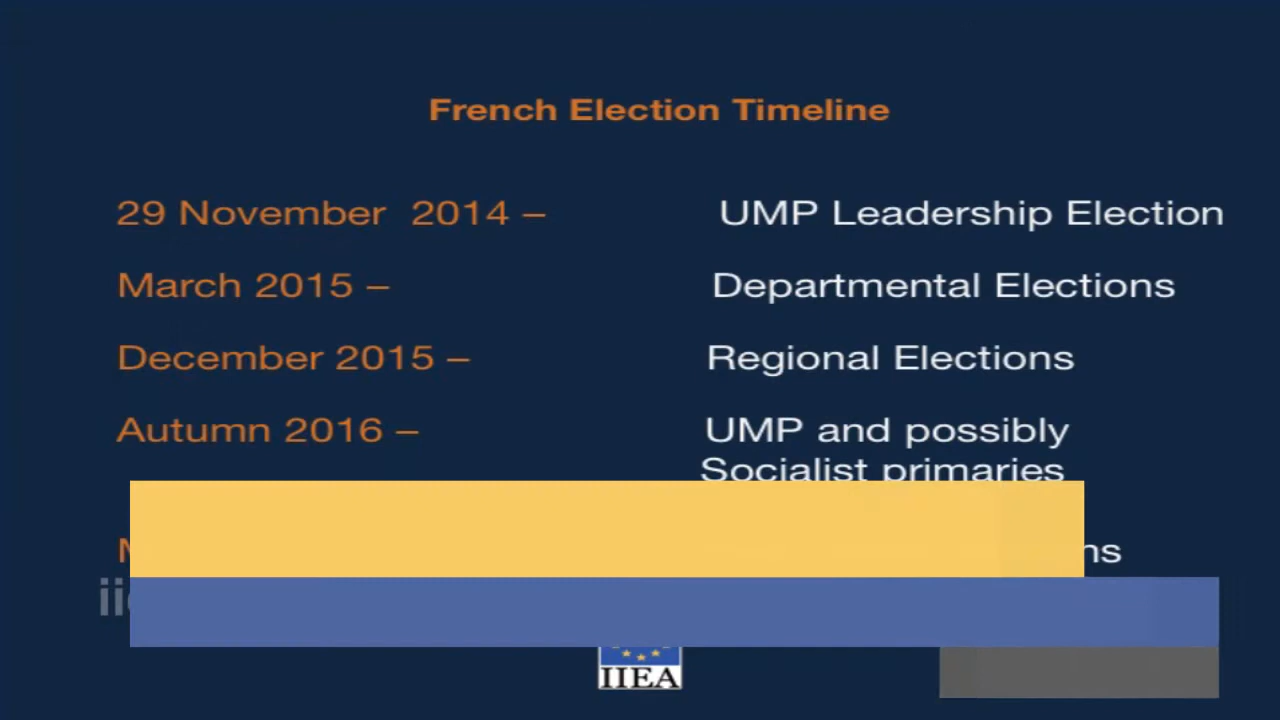 French Election Timeline
29 November 2014 – UMP Leadership Election
March 2015 – Departmental Elections
December 2015 – Regional Elections
Autumn 2016 – UMP and possibly
Socialist primaries
IIEA